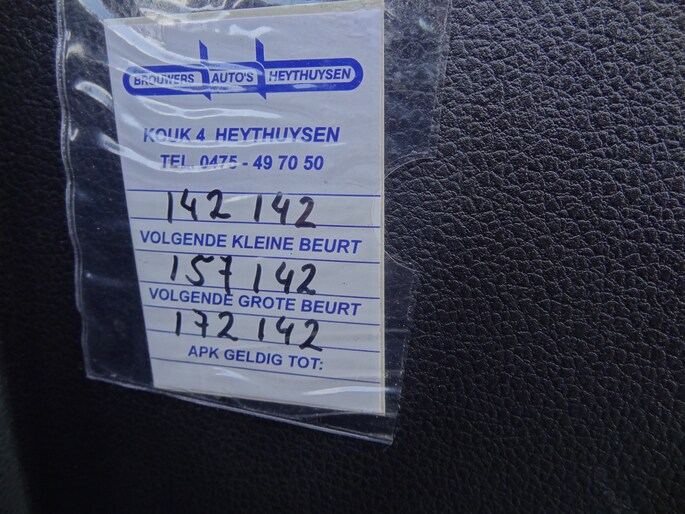 BROUWERS AUTO'S HEYTHUYSEN
KOUK 4 HEYTHUYSEN
TEL. 0475 - 49 70 50
142 142
VOLGENDE KLEINE BEURT
157 142
VOLGENDE GROTE BEURT
172 142
APK GELDIG TOT: